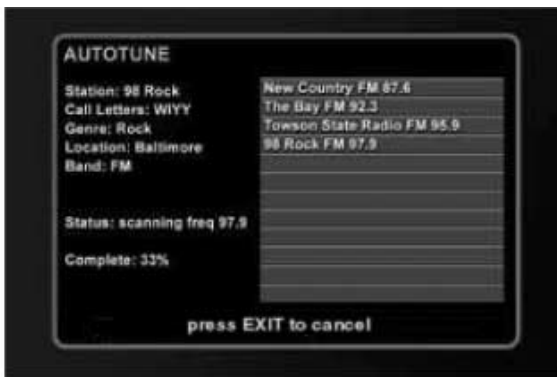 AUTOTUNE
Station: 98 Rock
Call Letters: WIYY
Genre: Rock
Location: Baltimore
Band: FM
Status: scanning freq 97.9
Complete: 33%
New Country FM 87.6
The Bay FM 92.3
Towson State Radio FM 95.9
98 Rock FM 97.9
press EXIT to cancel